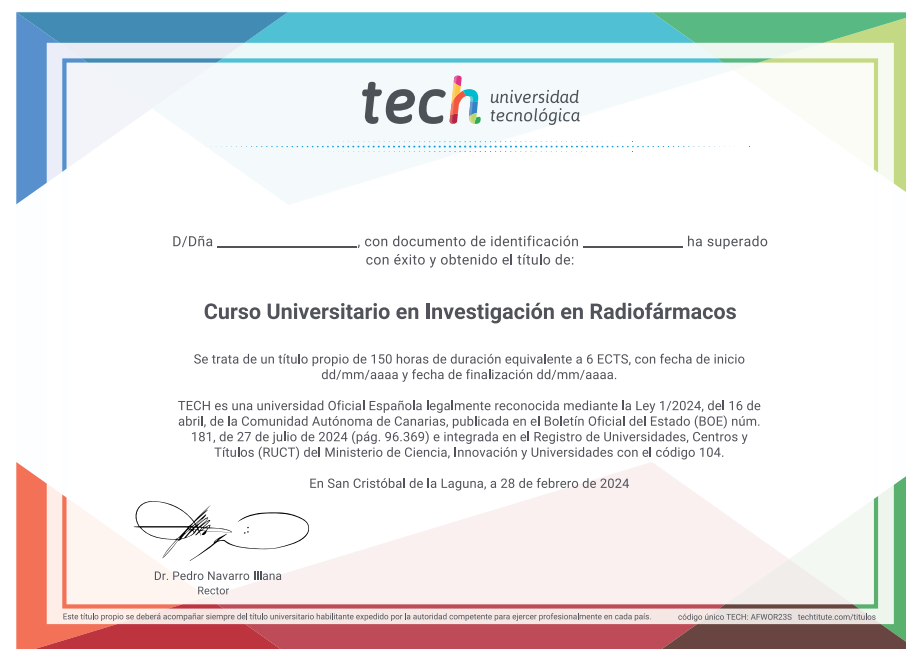 tech universidad
tecnológica
D/Dña ____________, con documento de identificación ____________ ha superado
con éxito y obtenido el título de:
Curso Universitario en Investigación en Radiofármacos
Se trata de un título propio de 150 horas de duración equivalente a 6 ECTS, con fecha de inicio
dd/mm/aaaa y fecha de finalización dd/mm/aaaa.
TECH es una universidad Oficial Española legalmente reconocida mediante la Ley 1/2024, del 16 de
abril, de la Comunidad Autónoma de Canarias, publicada en el Boletín Oficial del Estado (BOE) núm.
181, de 27 de julio de 2024 (pág. 96.369) e integrada en el Registro de Universidades, Centros y
Títulos (RUCT) del Ministerio de Ciencia, Innovación y Universidades con el código 104.
En San Cristóbal de la Laguna, a 28 de febrero de 2024
Dr. Pedro Navarro Illana
Rector
Este título propio se deberá acompañar siempre del título universitario habilitante expedido por la autoridad competente para ejercer profesionalmente en cada país. código único TECH: AFWOR23S techtitute.com/titulos